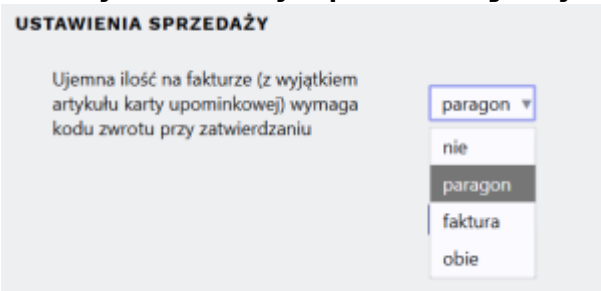 USTAWIENIA SPRZEDAŻY
Ujemna ilość na fakturze (z wyjątkiem
artykułu karty upominkowej) wymaga
kodu zwrotu przy zatwierdzaniu
paragon
nie
paragon
faktura
obie